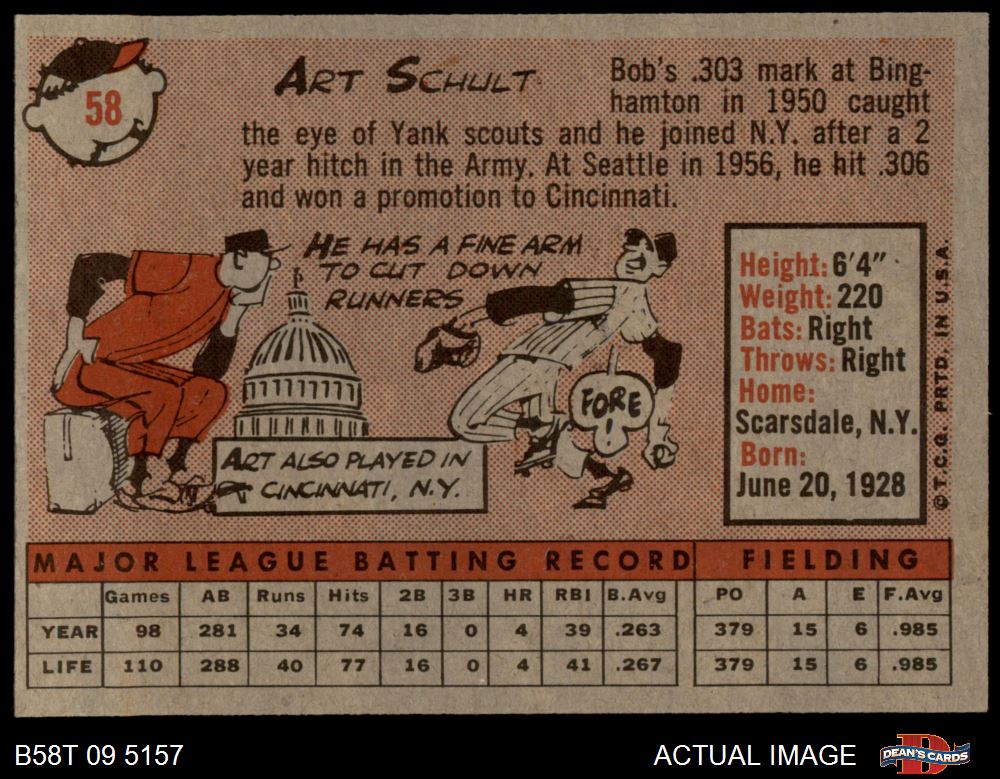 58
ART SCHULT
Bob's .303 mark at Bing-
hamton in 1950 caught
the eye of Yank scouts and he joined N.Y. after a 2
year hitch in the Army. At Seattle in 1956, he hit .306
and won a promotion to Cincinnati.
HE HAS A FINE ARM
TO CUT DOWN
RUNNERS
FORE
ART ALSO PLAYED IN
CINCINNATI, N.Y.
Height: 6'4"
Weight: 220
Bats: Right
Throws: Right
Home:
Scarsdale, N.Y.
Born:
June 20, 1928
© T.C.G. PRTD. IN U.S.A
MAJOR LEAGUE BATTING RECORD FIELDING
Games AB Runs Hits 2B 3B HR RBI B.Avg PO A E F.Avg
YEAR 98 281 34 74 16 0 4 39 .263 379 15 6 .985
LIFE 110 288 40 77 16 0 4 41 .267 379 15 6 .985
B58T 09 5157 ACTUAL IMAGE DEAN'S CARDS